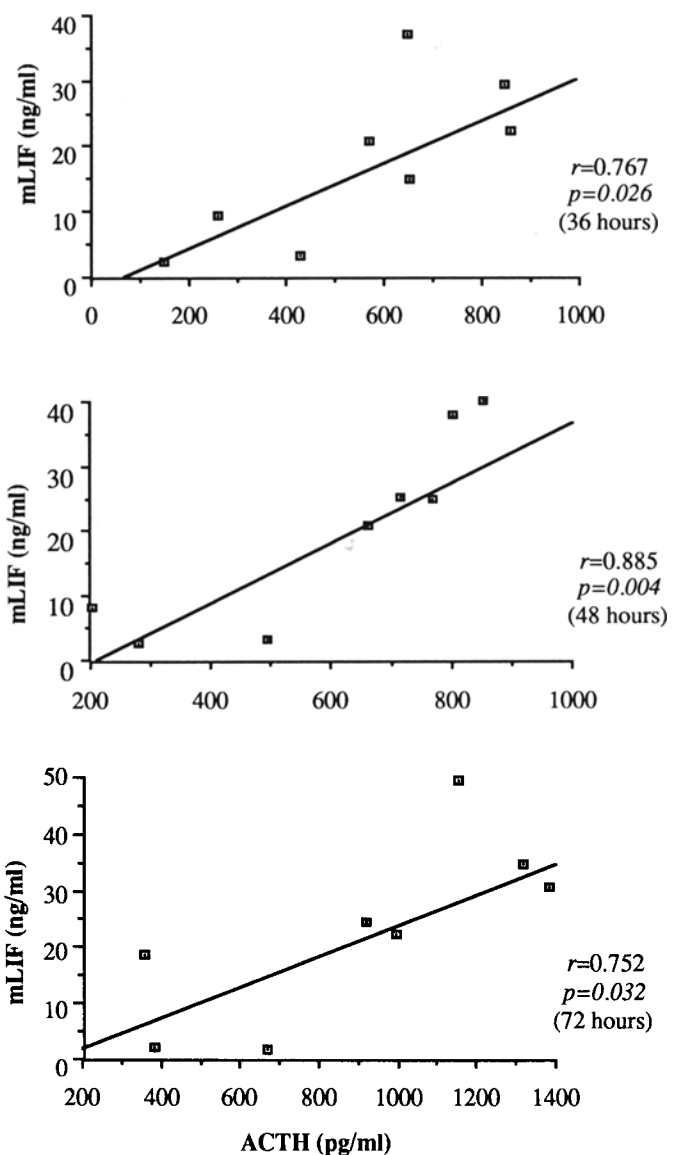 40
30
20
10
0
mLIF (ng/ml)
r=0.767
p=0.026
(36 hours)
0 200 400 600 800 1000
40
30
20
10
0
mLIF (ng/ml)
r=0.885
p=0.004
(48 hours)
200 400 600 800 1000
50
40
30
20
10
0
mLIF (ng/ml)
r=0.752
p=0.032
(72 hours)
200 400 600 800 1000 1200 1400
ACTH (pg/ml)